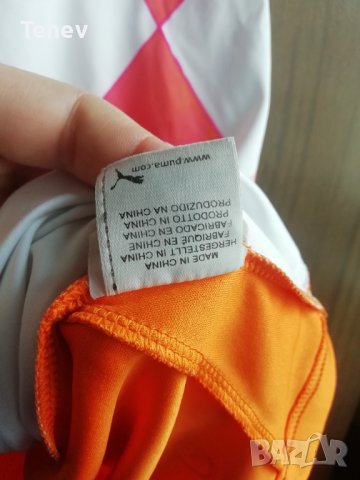 Tenev
MADE IN CHINA
HERGESTELLT IN CHINA
FABRIQUÉ EN CHINE
FABRICADO EN CHINA
PRODOTTO IN CHINA
PRODUZIDO NA CHINA
www.puma.com
BAZAR